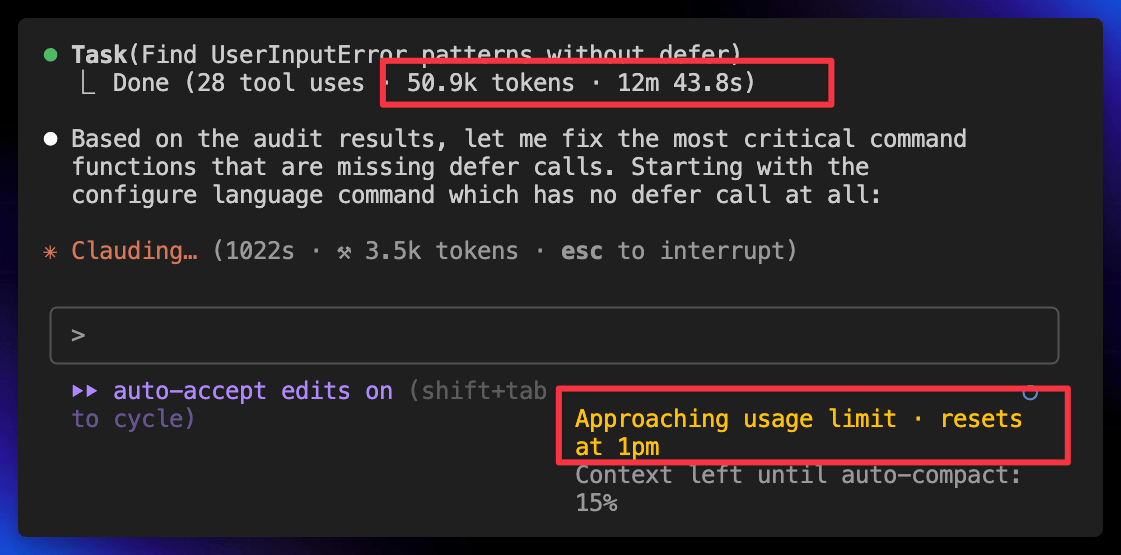 Task(Find UserInputError patterns without defer)
⎿ Done (28 tool uses · 50.9k tokens · 12m 43.8s)
● Based on the audit results, let me fix the most critical command
functions that are missing defer calls. Starting with the
configure language command which has no defer call at all:
✳ Clauding… (1022s · ⚒ 3.5k tokens · esc to interrupt)
>
⏵⏵ auto-accept edits on (shift+tab
to cycle)
Approaching usage limit · resets
at 1pm
Context left until auto-compact:
15%